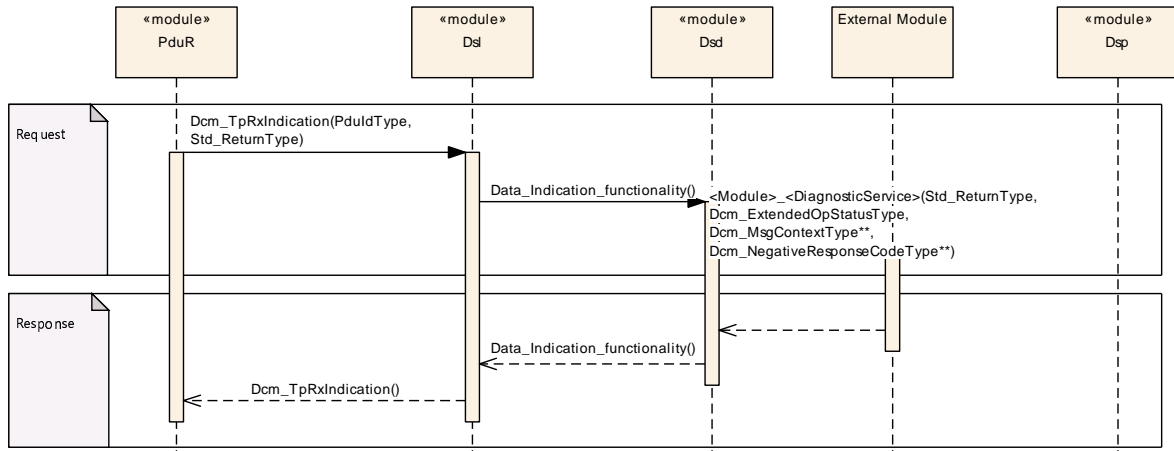 «module»
PduR
«module»
Dsl
«module»
Dsd
External Module
«module»
Dsp
Request
Dcm_TpRxIndication(PduIdType,
Std_ReturnType)
Data_Indication_functionality()
<Module>_<DiagnosticService>(Std_ReturnType,
Dcm_ExtendedOpStatusType,
Dcm_MsgContextType**,
Dcm_NegativeResponseCodeType**)
Response
Data_Indication_functionality()
Dcm_TpRxIndication()